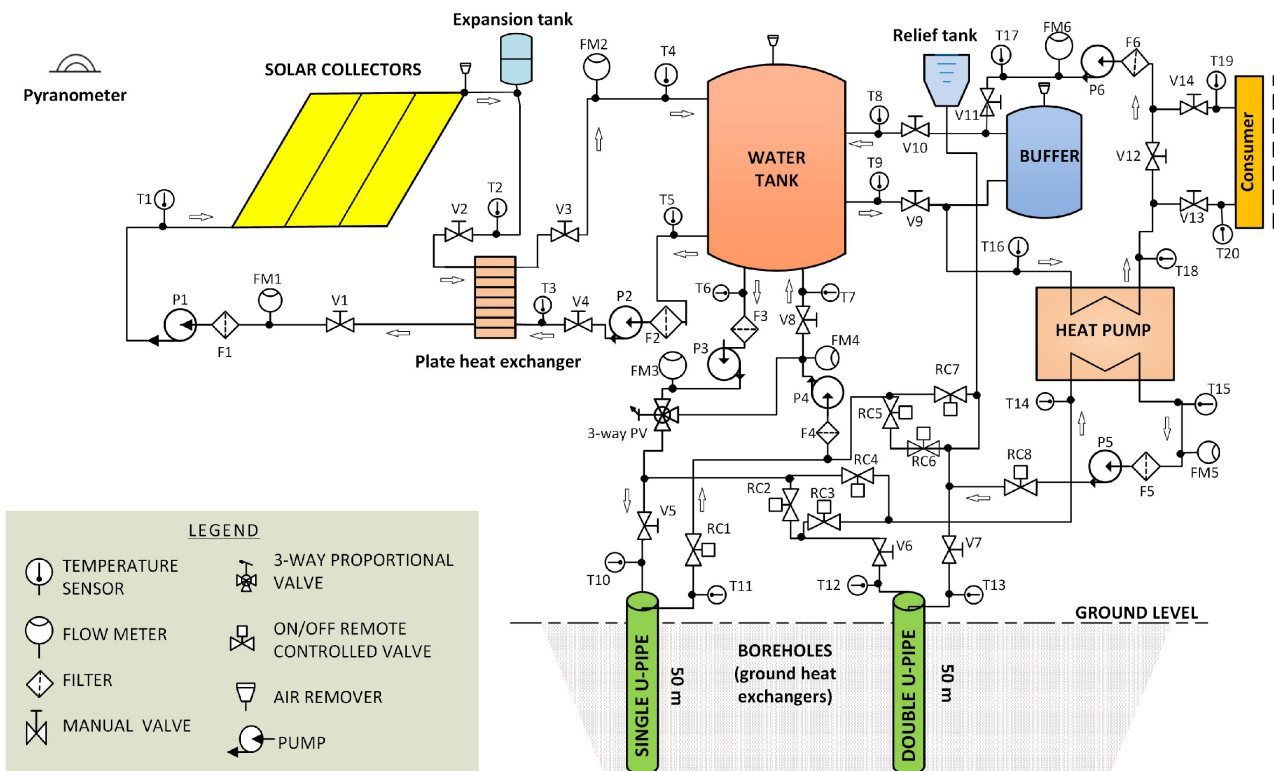 Expansion tank
FM2
T4
Relief tank
T17
FM6
F6
SOLAR COLLECTORS
P6
V14
T19
Pyranometer
V11
T8
V10
WATER
TANK
BUFFER
V12
Consumer
T9
V9
T1
V2
T2
V3
T5
V13
T20
T16
T18
T6
T7
F3
V8
P1
FM1
V1
T3
V4
P2
F1
F2
Plate heat exchanger
HEAT PUMP
P3
FM3
FM4
P4
RC7
T14
T15
3-way PV
F4
RC5
RC6
RC4
RC8
P5
F5
FM5
RC2
RC3
V5
RC1
V6
V7
T10
T11
T12
T13
GROUND LEVEL
SINGLE U-PIPE
50 m
BOREHOLES
(ground heat
exchangers)
DOUBLE U-PIPE
50 m
LEGEND
TEMPERATURE
SENSOR
3-WAY PROPORTIONAL
VALVE
FLOW METER
ON/OFF REMOTE
CONTROLLED VALVE
FILTER
AIR REMOVER
MANUAL VALVE
PUMP